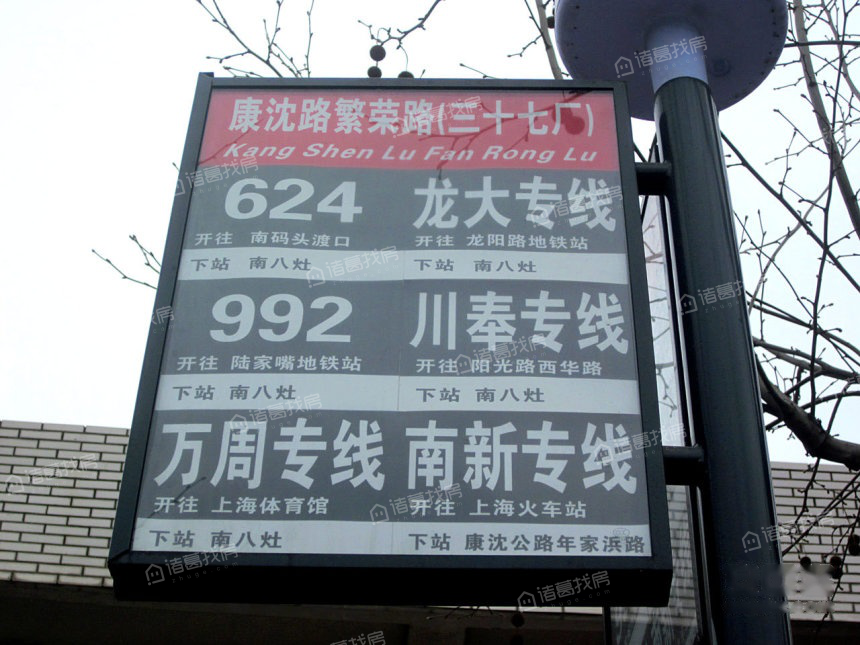 康沈路繁荣路(三十七厂)
Kang Shen Lu Fan Rong Lu
624
开往 南码头渡口
下站 南八灶
龙大专线
开往 龙阳路地铁站
下站 南八灶
992
开往 陆家嘴地铁站
下站 南八灶
川奉专线
开往 阳光路西华路
下站 南八灶
万周专线
开往 上海体育馆
下站 南八灶
南新专线
开往 上海火车站
下站 康沈公路年家浜路
诸葛找房